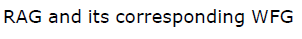 RAG and its corresponding WFG